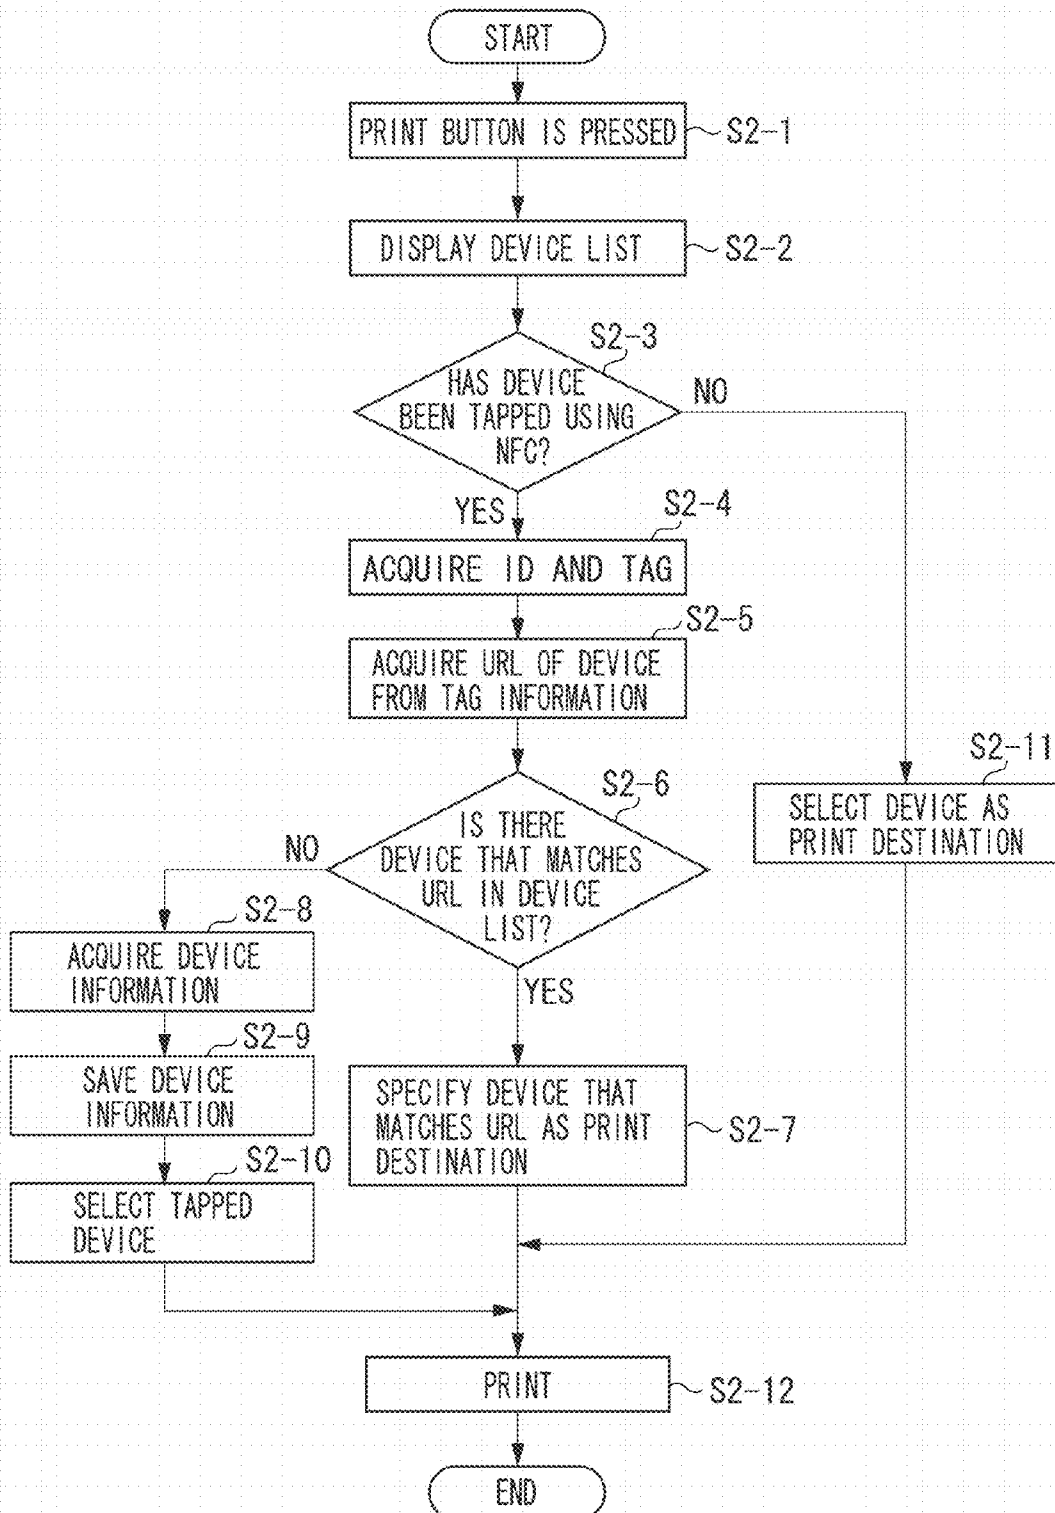 START
PRINT BUTTON IS PRESSED
S2-1
DISPLAY DEVICE LIST
S2-2
S2-3
HAS DEVICE
BEEN TAPPED USING
NFC?
NO
YES
S2-4
ACQUIRE ID AND TAG
S2-5
ACQUIRE URL OF DEVICE
FROM TAG INFORMATION
S2-11
SELECT DEVICE AS
PRINT DESTINATION
S2-6
IS THERE
DEVICE THAT MATCHES
URL IN DEVICE
LIST?
NO
YES
S2-8
ACQUIRE DEVICE
INFORMATION
S2-9
SAVE DEVICE
INFORMATION
S2-10
SELECT TAPPED
DEVICE
SPECIFY DEVICE THAT
MATCHES URL AS PRINT
DESTINATION
S2-7
PRINT
S2-12
END